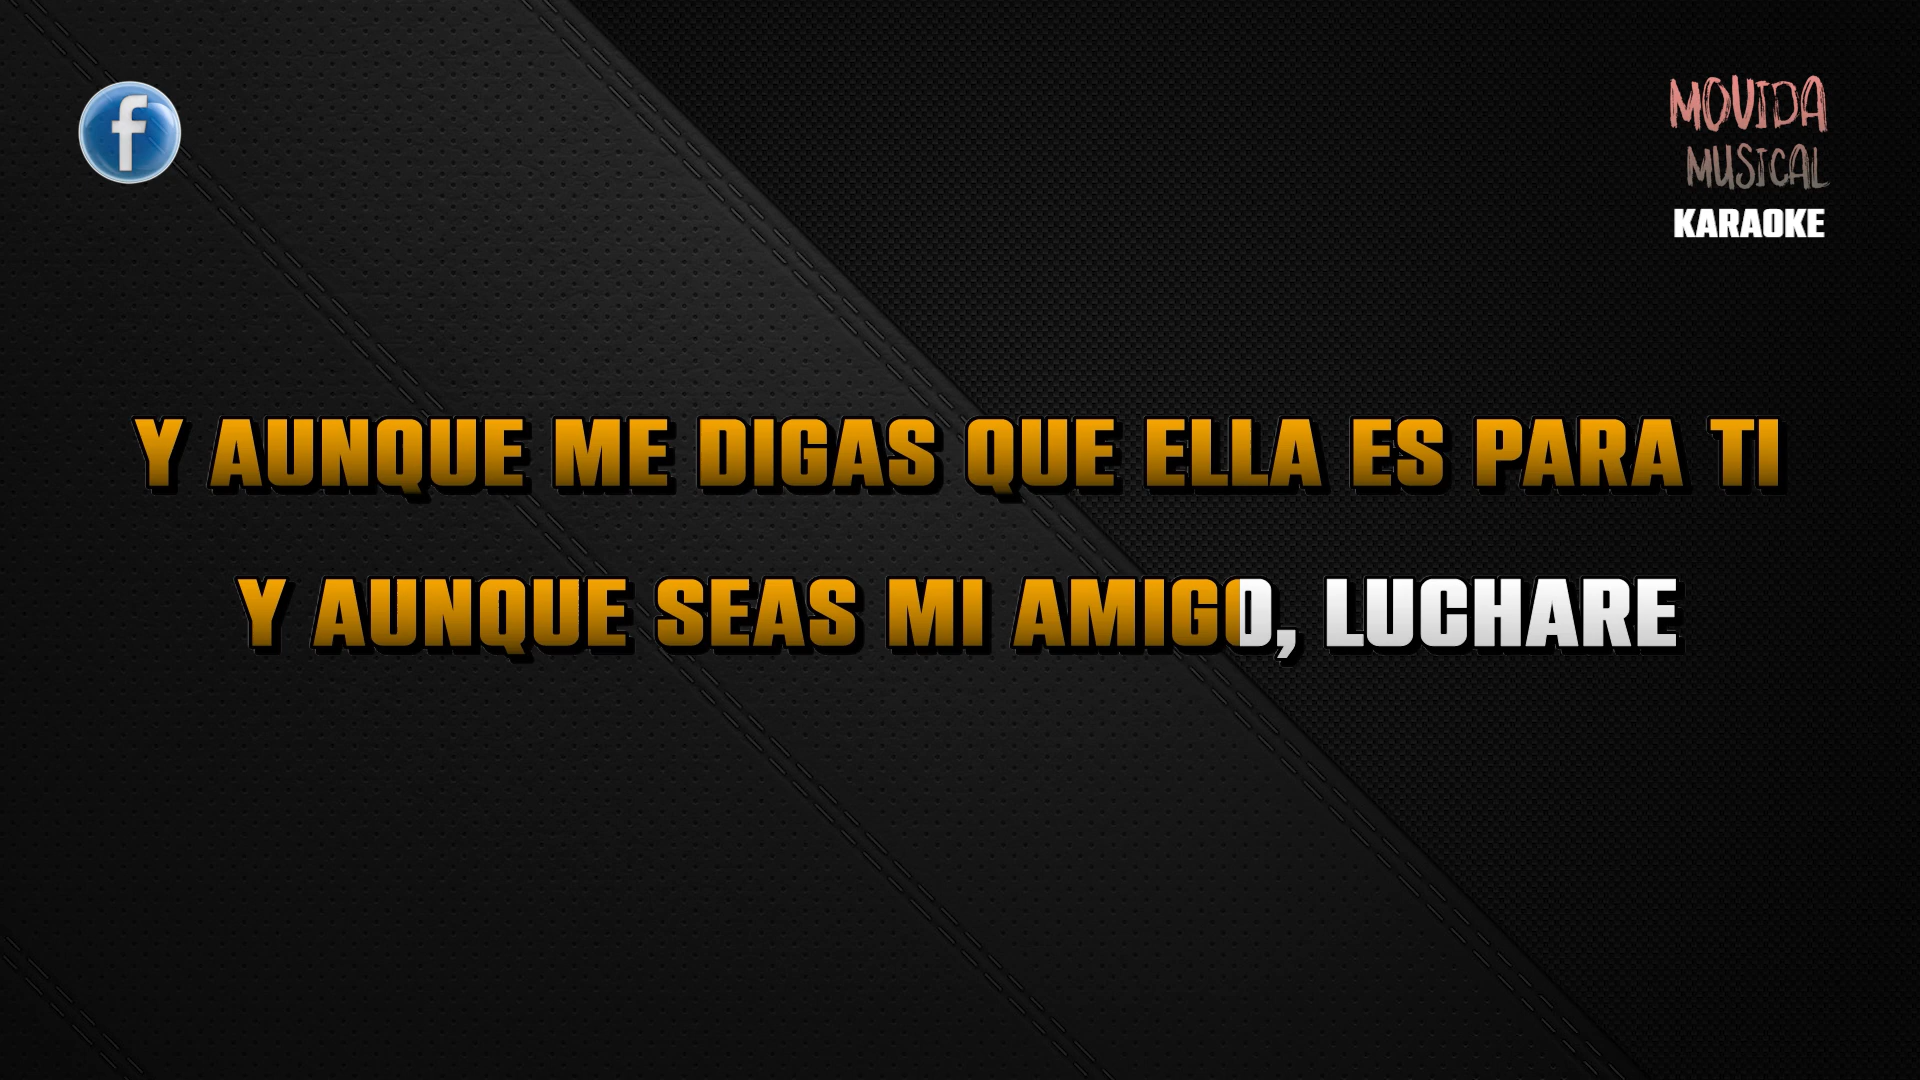 f
MOVIDA
MUSICAL
KARAOKE
Y AUNQUE ME DIGAS QUE ELLA ES PARA TI
Y AUNQUE SEAS MI AMIGO, LUCHARE